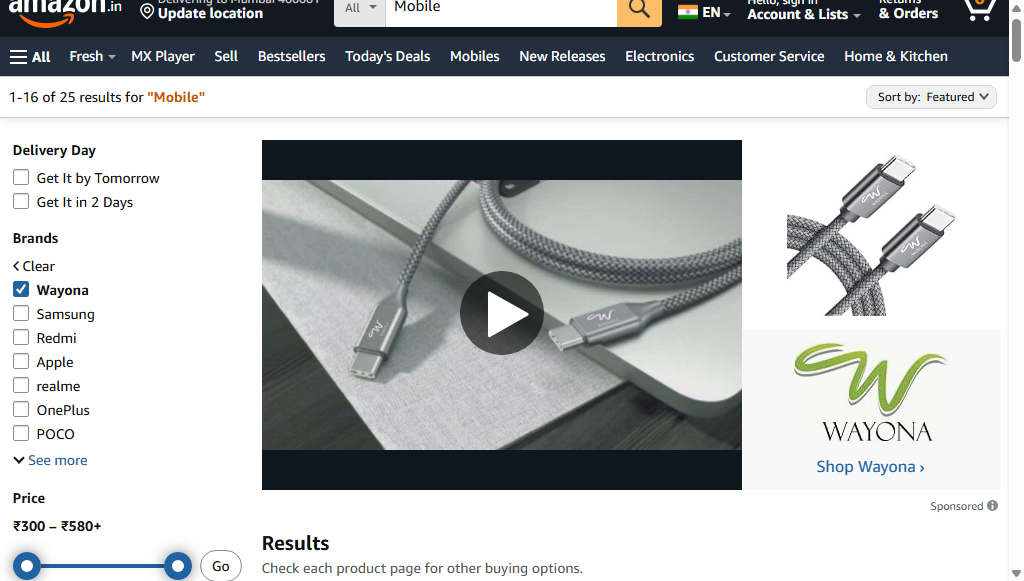 amazon.in
Delivering to Mumbai 400001
Update location
All
Mobile
EN
Hello, sign in
Account & Lists
Returns
& Orders
0
All
Fresh
MX Player
Sell
Bestsellers
Today's Deals
Mobiles
New Releases
Electronics
Customer Service
Home & Kitchen
1-16 of 25 results for "Mobile"
Sort by: Featured
Delivery Day
Get It by Tomorrow
Get It in 2 Days
Brands
Clear
Wayona
Samsung
Redmi
Apple
realme
OnePlus
POCO
See more
Price
₹300 – ₹580+
Go
WAYONA
WAYONA
WAYONA
Shop Wayona ›
Sponsored
Results
Check each product page for other buying options.